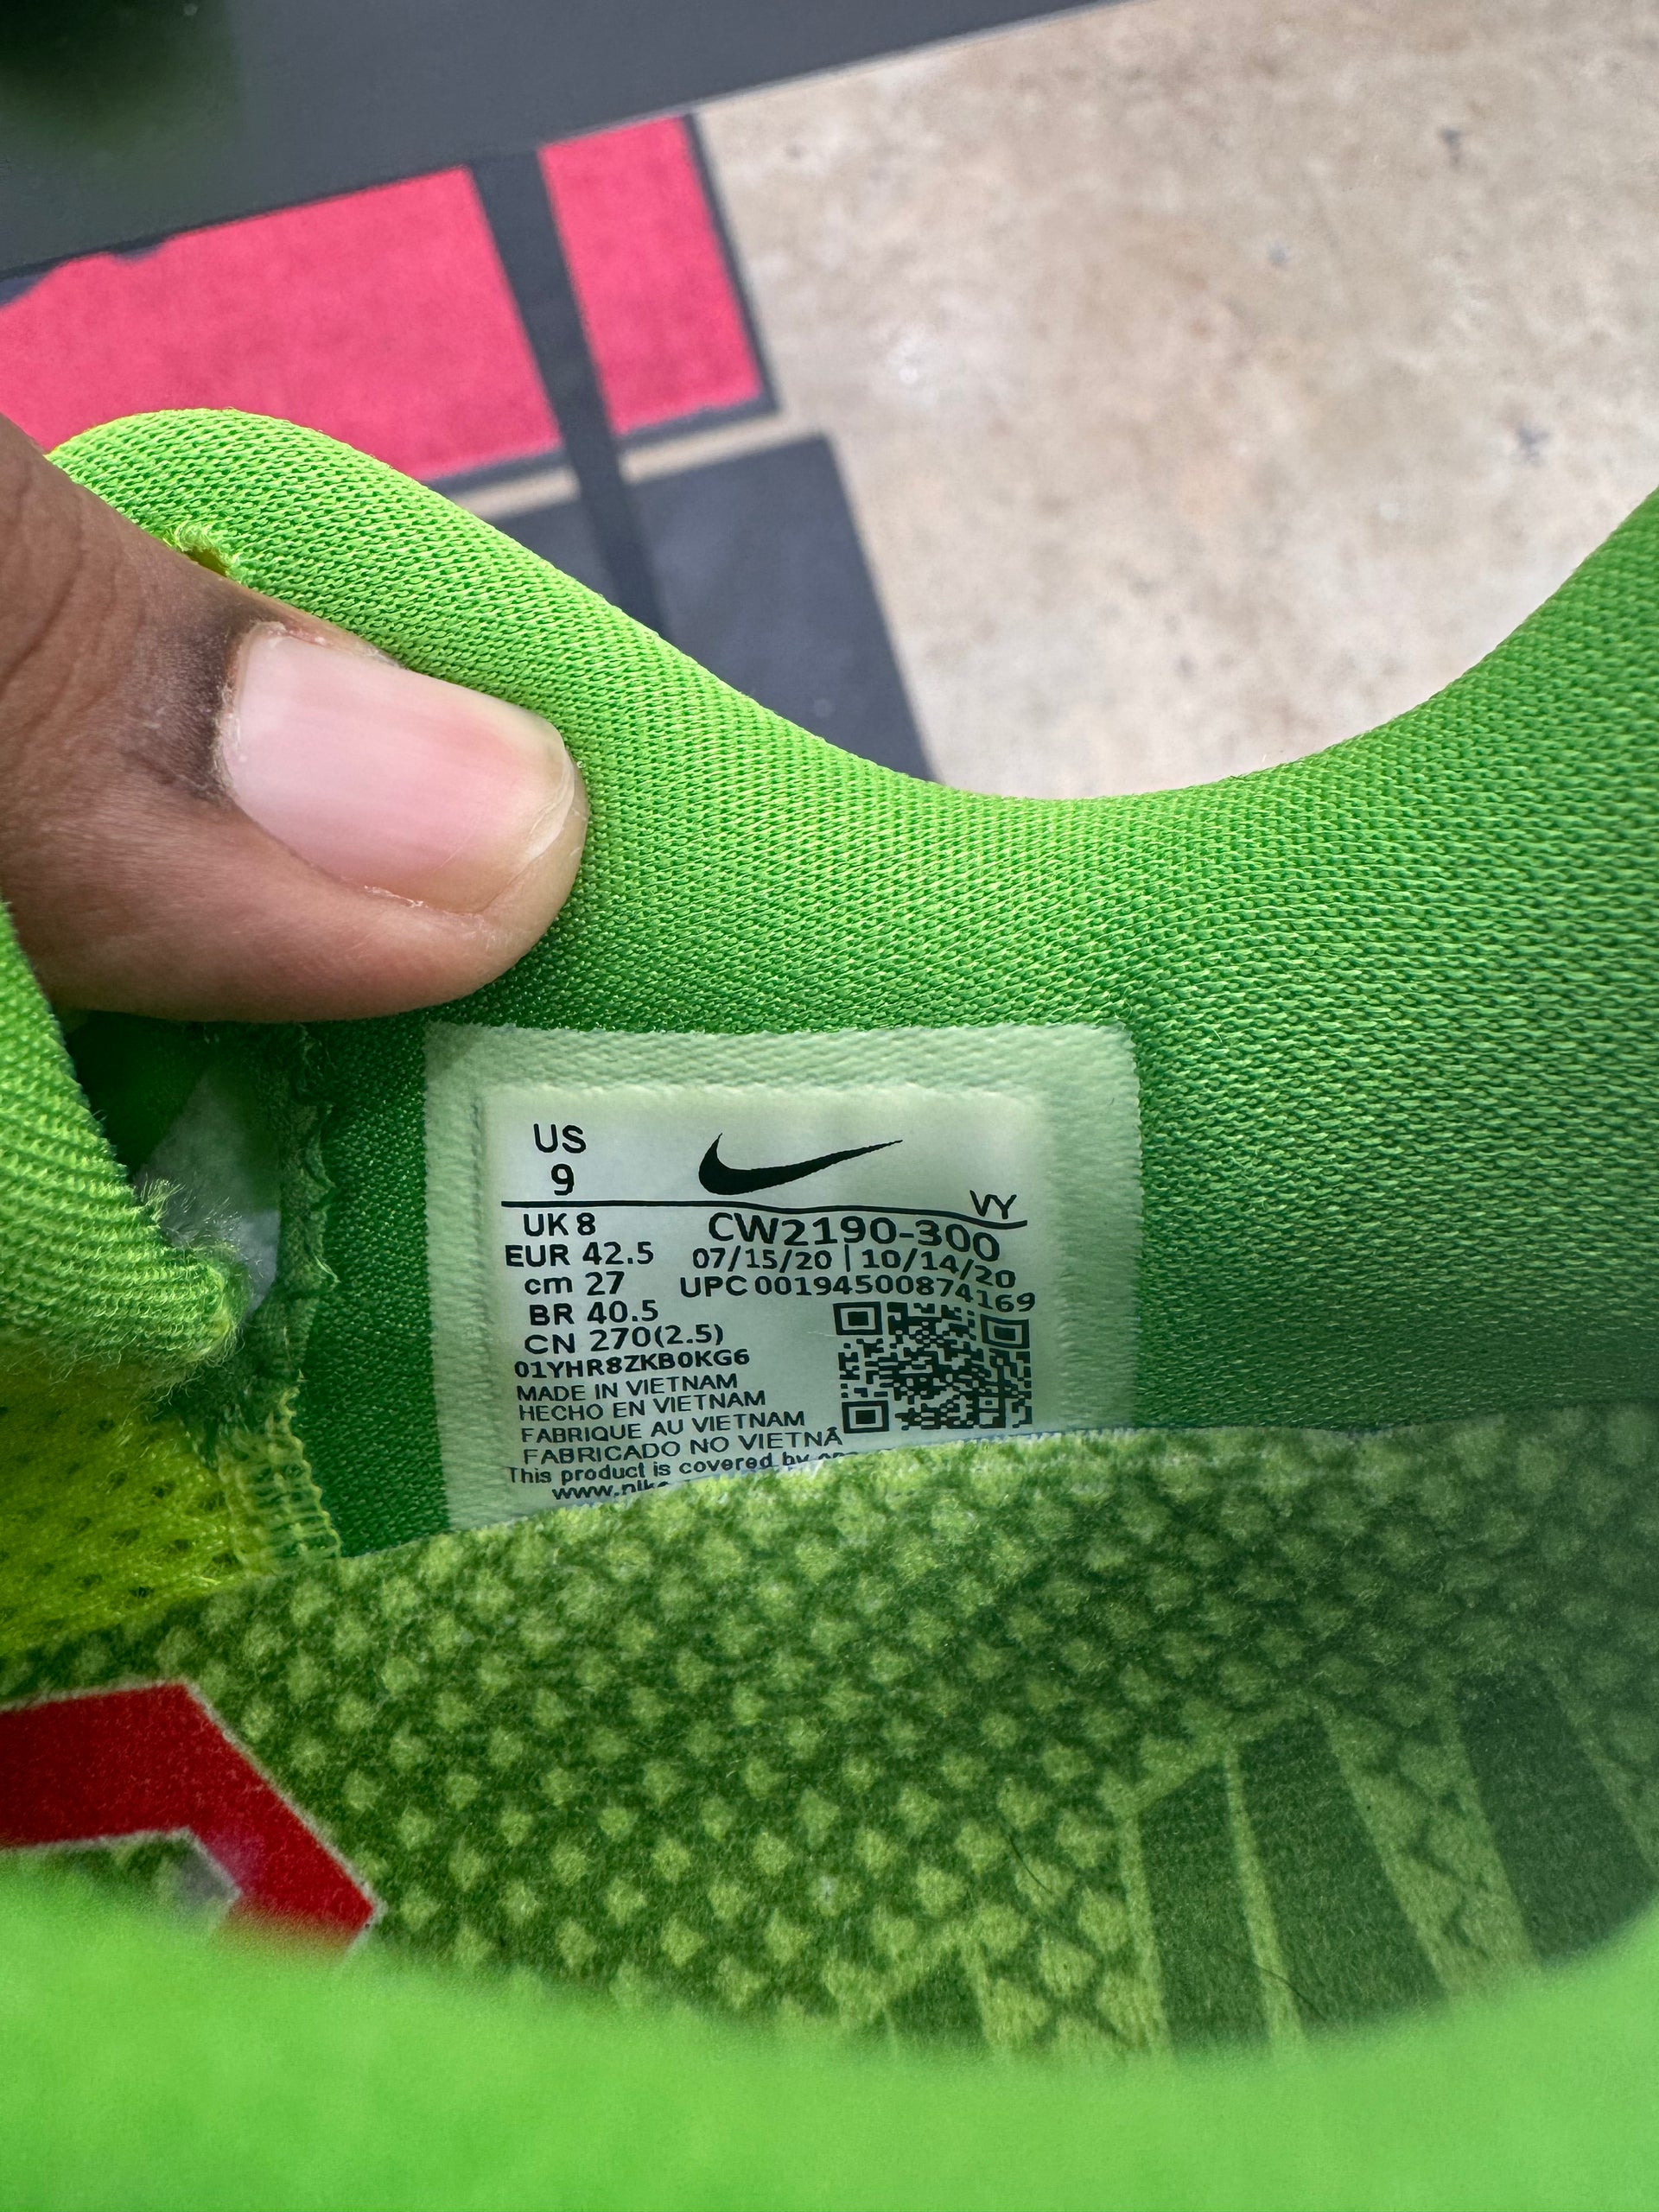 US
9
VY
UK 8
CW2190-300
EUR 42.5
07/15/20 | 10/14/20
cm 27
UPC 00194500874169
BR 40.5
CN 270(2.5)
01YHR8ZKB0KG6
MADE IN VIETNAM
HECHO EN VIETNAM
FABRIQUE AU VIETNAM
FABRICADO NO VIETNÃ
This product is covered by